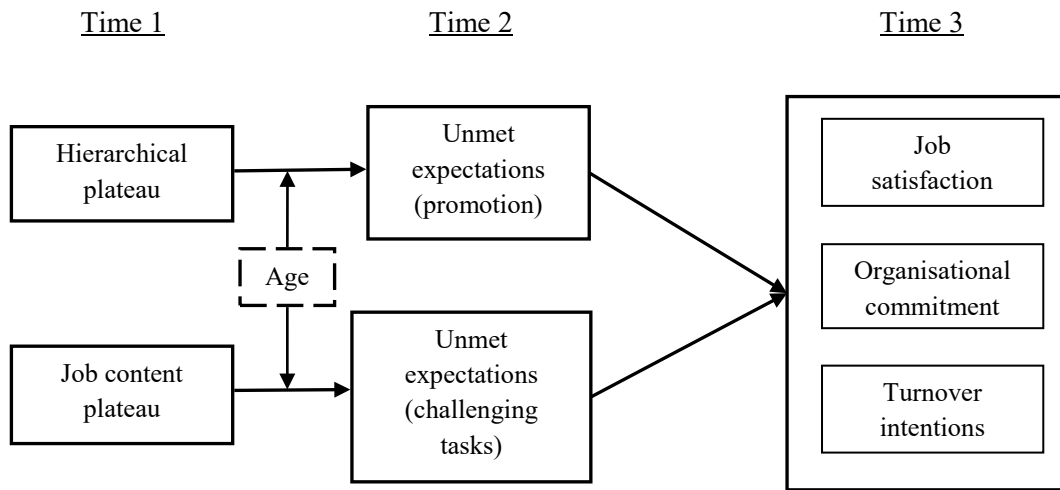 Time 1
Time 2
Time 3
Hierarchical
plateau
Unmet
expectations
(promotion)
Job
satisfaction
Age
Organisational
commitment
Job content
plateau
Unmet
expectations
(challenging
tasks)
Turnover
intentions